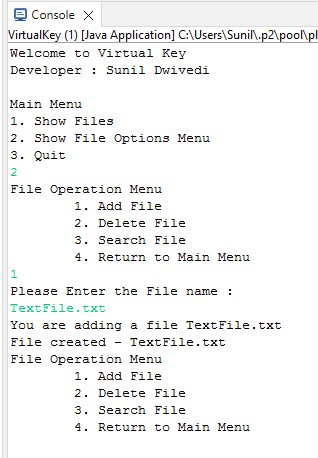 Console
VirtualKey (1) [Java Application] C:\Users\Sunil\.p2\pool\pl
Welcome to Virtual Key
Developer : Sunil Dwivedi
Main Menu
1. Show Files
2. Show File Options Menu
3. Quit
2
File Operation Menu
1. Add File
2. Delete File
3. Search File
4. Return to Main Menu
1
Please Enter the File name :
TextFile.txt
You are adding a file TextFile.txt
File created - TextFile.txt
File Operation Menu
1. Add File
2. Delete File
3. Search File
4. Return to Main Menu